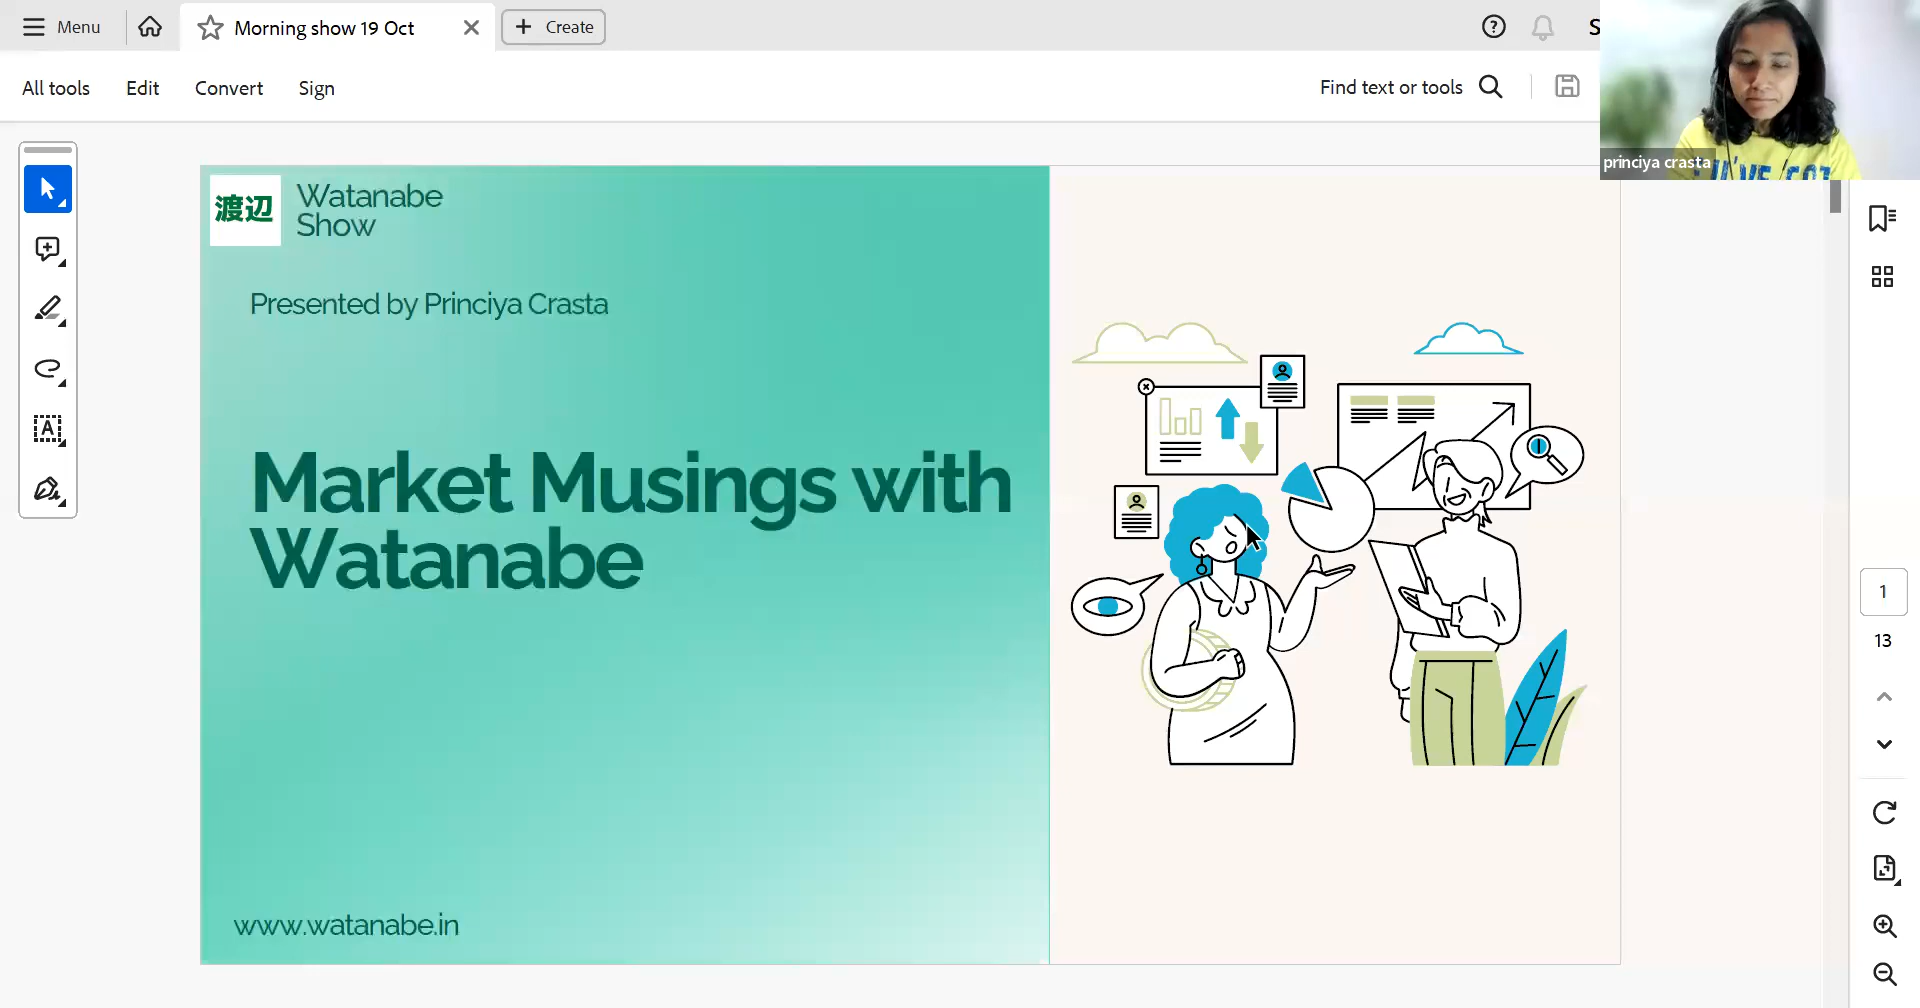 Menu
Morning show 19 Oct
Create
All tools
Edit
Convert
Sign
Find text or tools
princiya crasta
渡辺
Watanabe
Show
Presented by Princiya Crasta
Market Musings with
Watanabe
www.watanabe.in
1
13